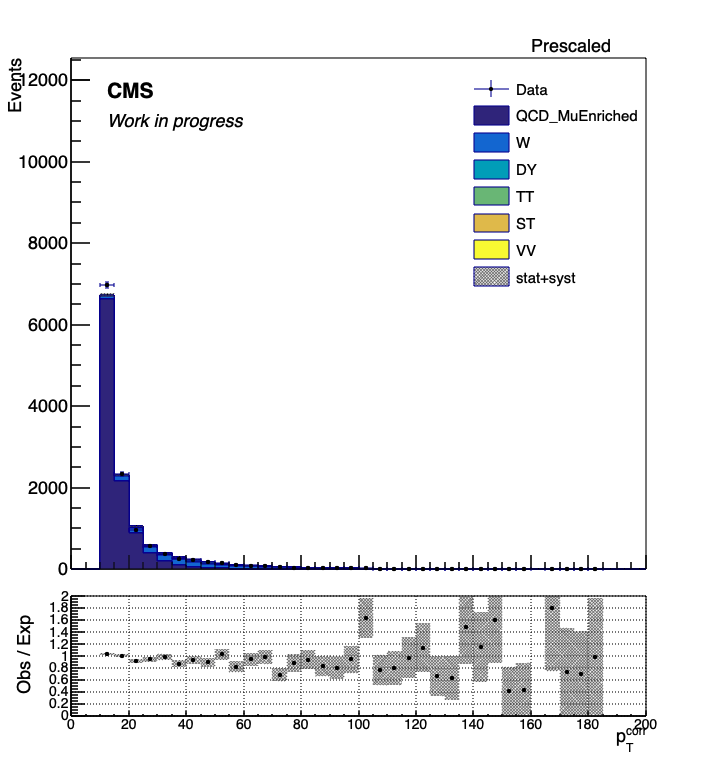 Prescaled
Events
12000
10000
8000
6000
4000
2000
0
CMS
Work in progress
Data
QCD_MuEnriched
W
DY
TT
ST
VV
stat+syst
Obs / Exp
2
1.8
1.6
1.4
1.2
1
0.8
0.6
0.4
0.2
0
0 20 40 60 80 100 120 140 160 180 200
p_T^corr